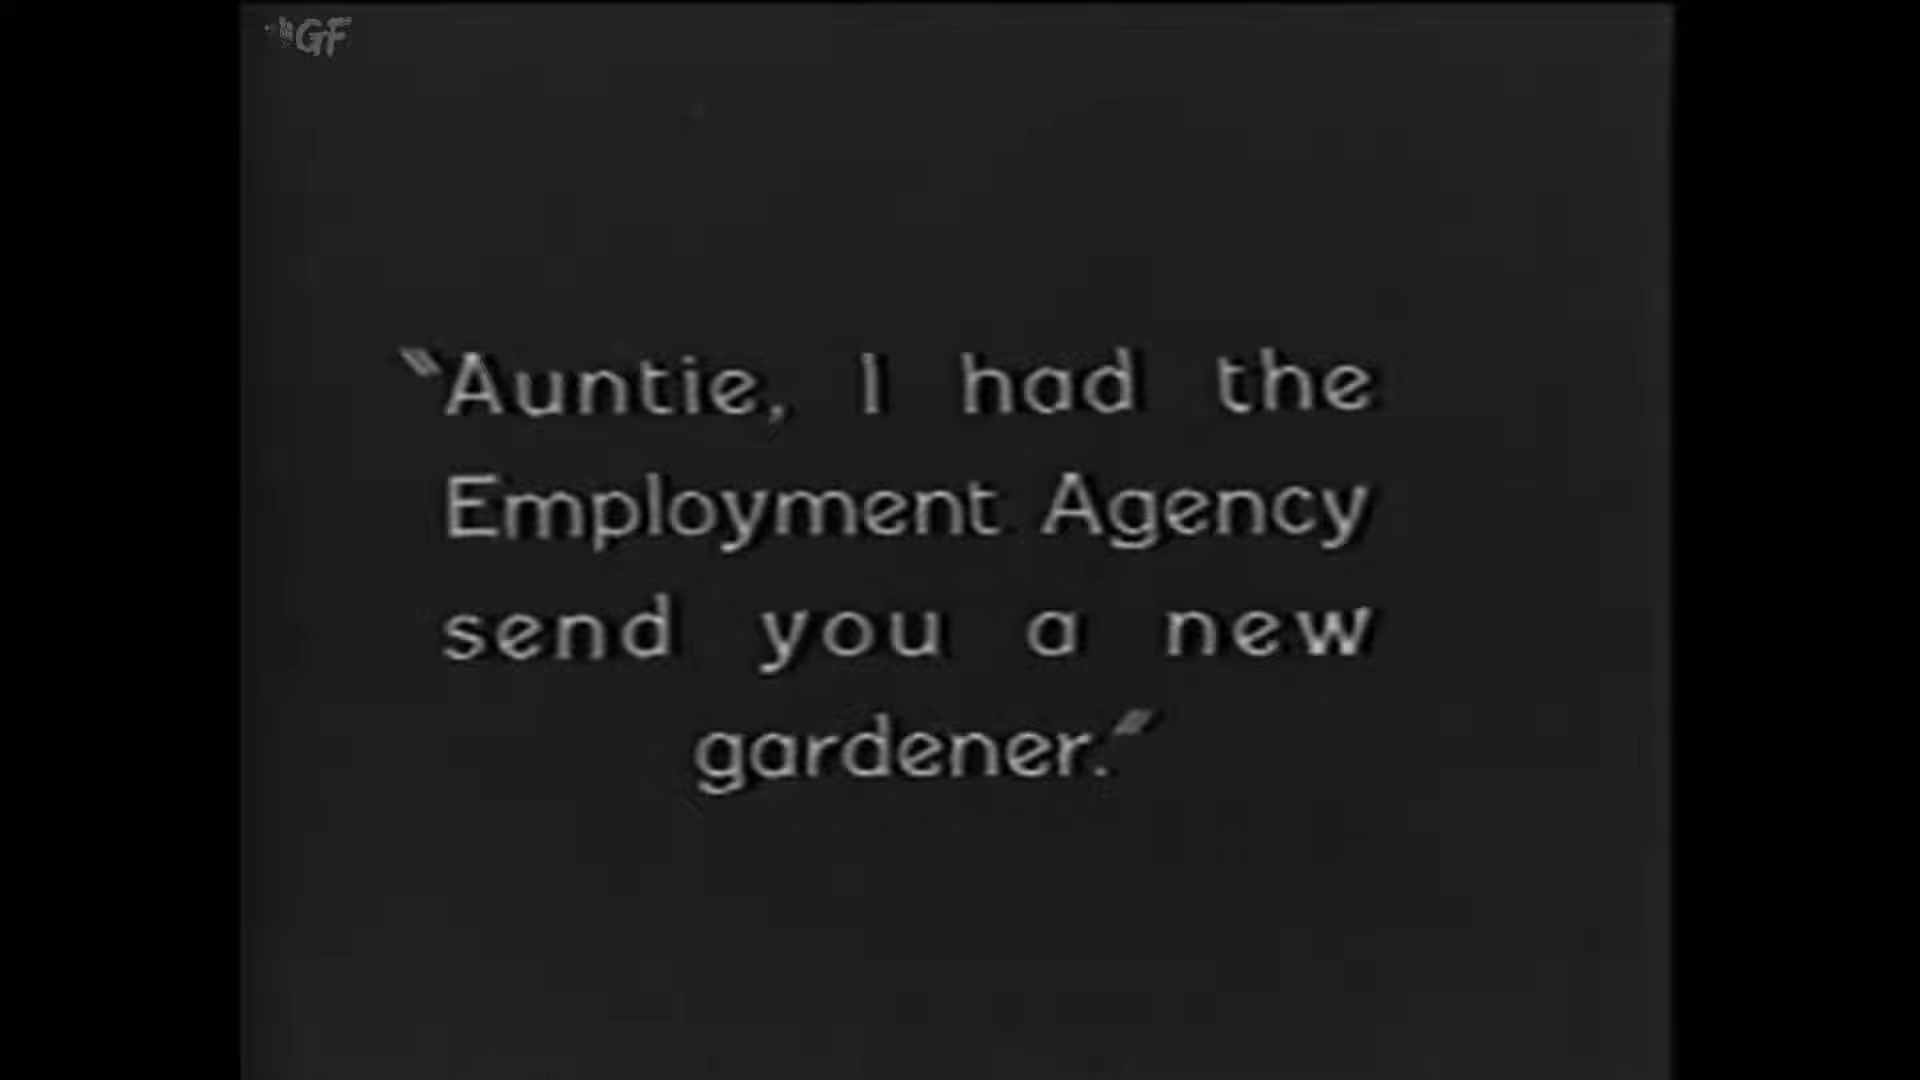 GF
"Auntie, I had the
Employment Agency
send you a new
gardener."